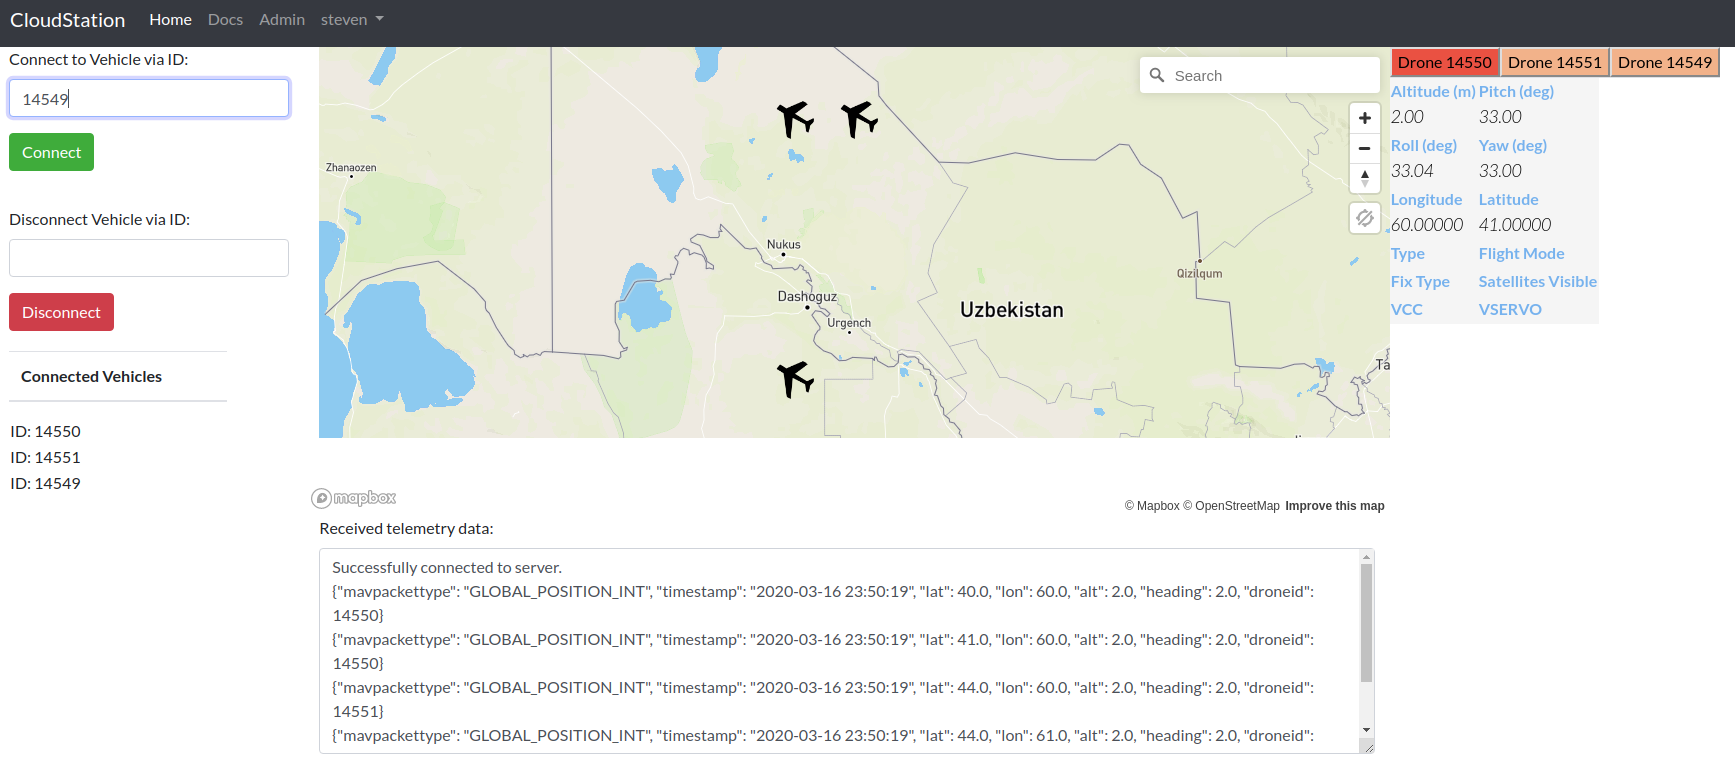 CloudStation Home Docs Admin steven
Connect to Vehicle via ID:
14549
Connect
Disconnect Vehicle via ID:
Disconnect
Connected Vehicles
ID: 14550
ID: 14551
ID: 14549
Search
Zhanaozen
Nukus
Dashoguz
Urgench
Uzbekistan
Qizilqum
Ta
mapbox
© Mapbox © OpenStreetMap Improve this map
Received telemetry data:
Successfully connected to server.
{"mavpackettype": "GLOBAL_POSITION_INT", "timestamp": "2020-03-16 23:50:19", "lat": 40.0, "lon": 60.0, "alt": 2.0, "heading": 2.0, "droneid":
14550}
{"mavpackettype": "GLOBAL_POSITION_INT", "timestamp": "2020-03-16 23:50:19", "lat": 41.0, "lon": 60.0, "alt": 2.0, "heading": 2.0, "droneid":
14550}
{"mavpackettype": "GLOBAL_POSITION_INT", "timestamp": "2020-03-16 23:50:19", "lat": 44.0, "lon": 60.0, "alt": 2.0, "heading": 2.0, "droneid":
14551}
{"mavpackettype": "GLOBAL_POSITION_INT", "timestamp": "2020-03-16 23:50:19", "lat": 44.0, "lon": 61.0, "alt": 2.0, "heading": 2.0, "droneid":
Drone 14550 Drone 14551 Drone 14549
Altitude (m) Pitch (deg)
2.00 33.00
Roll (deg) Yaw (deg)
33.04 33.00
Longitude Latitude
60.00000 41.00000
Type Flight Mode
Fix Type Satellites Visible
VCC VSERVO